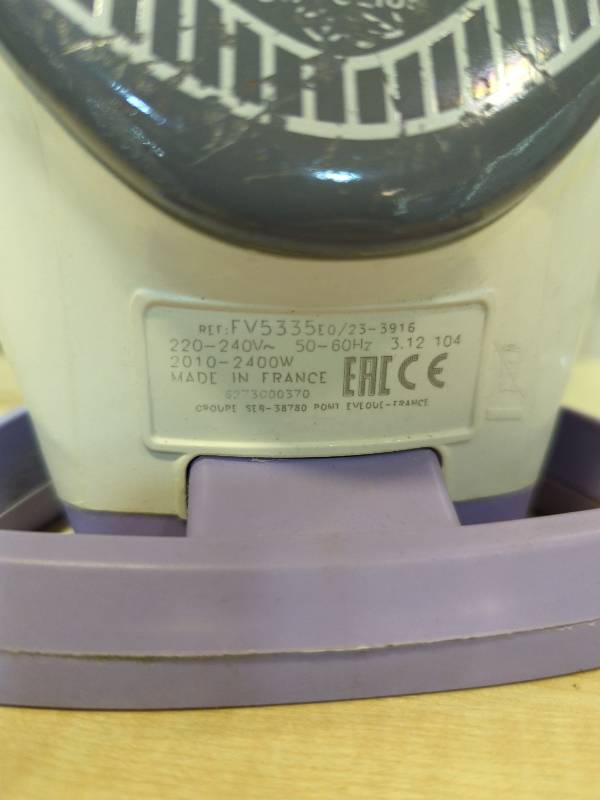 REF: FV5335E0/23-3916
220-240V~ 50-60Hz 3.12 104
2010-2400W
MADE IN FRANCE EAC CE
6273000370
GROUPE SEB-38780 PONT EVEQUE-FRANCE